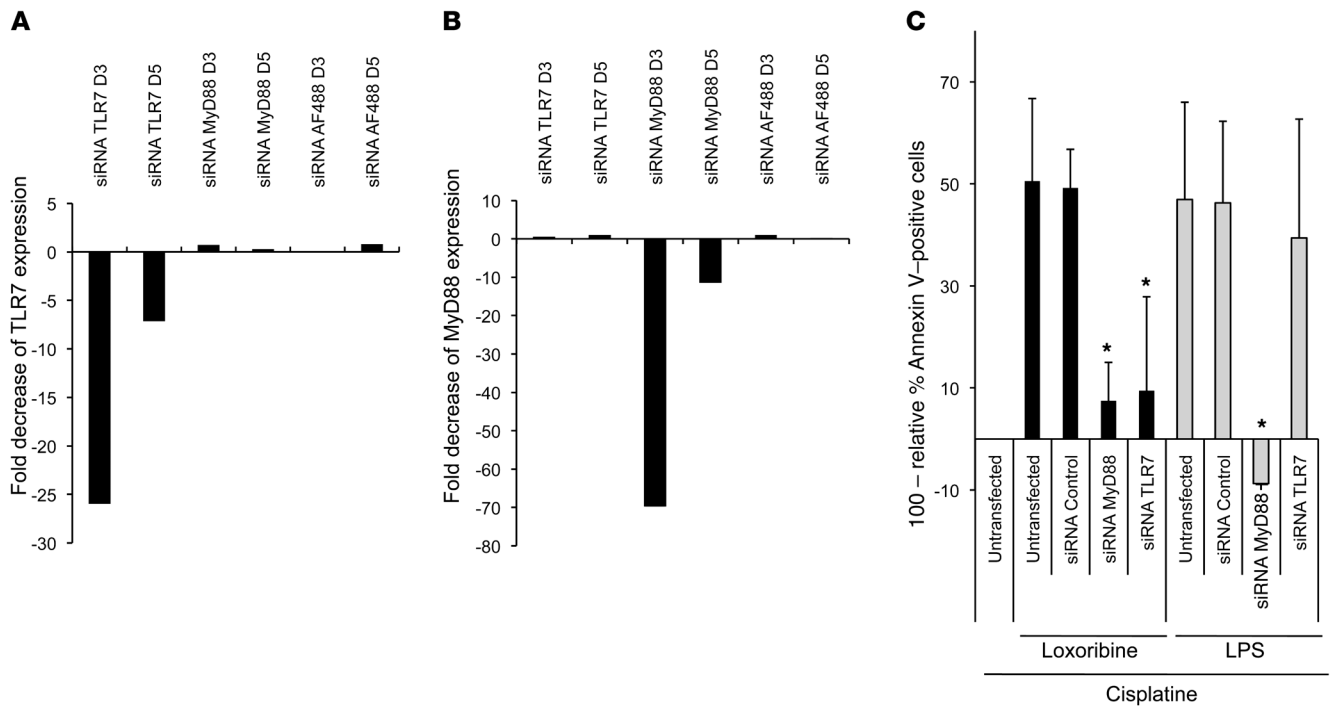 A
siRNA TLR7 D3
siRNA TLR7 D5
siRNA MyD88 D3
siRNA MyD88 D5
siRNA AF488 D3
siRNA AF488 D5
Fold decrease of TLR7 expression
5
0
-5
-10
-15
-20
-25
-30
B
siRNA TLR7 D3
siRNA TLR7 D5
siRNA MyD88 D3
siRNA MyD88 D5
siRNA AF488 D3
siRNA AF488 D5
Fold decrease of MyD88 expression
10
0
-10
-20
-30
-40
-50
-60
-70
-80
C
100 – relative % Annexin V–positive cells
70
50
30
10
-10
*
*
*
Untransfected
Untransfected
siRNA Control
siRNA MyD88
siRNA TLR7
Untransfected
siRNA Control
siRNA MyD88
siRNA TLR7
Loxoribine
LPS
Cisplatine